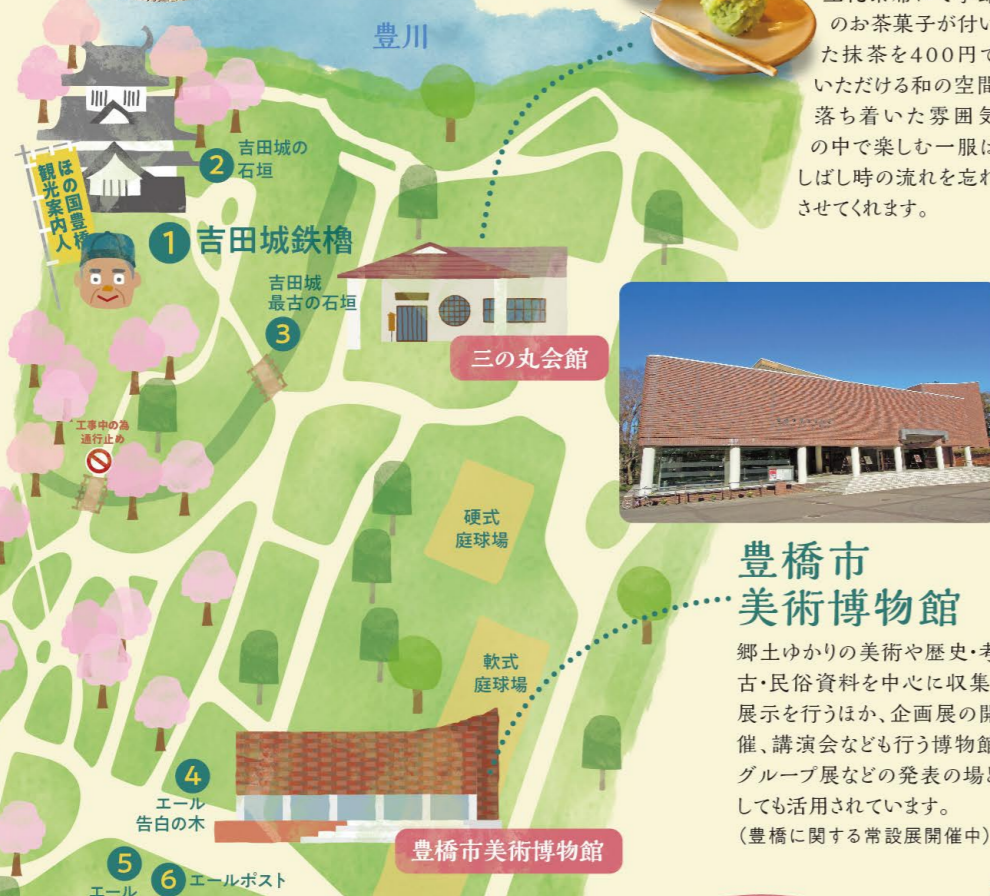 豊川
のお茶菓子が付い
た抹茶を400円で
いただける和の空間
落ち着いた雰囲気
の中で楽しむ一服は
しばし時の流れを忘れ
させてくれます。
ほの国豊橋
観光案内人
2 吉田城の
石垣
1 吉田城鉄櫓
吉田城
最古の石垣
3
三の丸会館
工事中の為
通行止め
硬式
庭球場
軟式
庭球場
豊橋市
美術博物館
郷土ゆかりの美術や歴史・考
古・民俗資料を中心に収集
展示を行うほか、企画展の開
催、講演会なども行う博物館
グループ展などの発表の場と
しても活用されています。
(豊橋に関する常設展開催中)
4
エール
告白の木
豊橋市美術博物館
5
エール
6 エールポスト